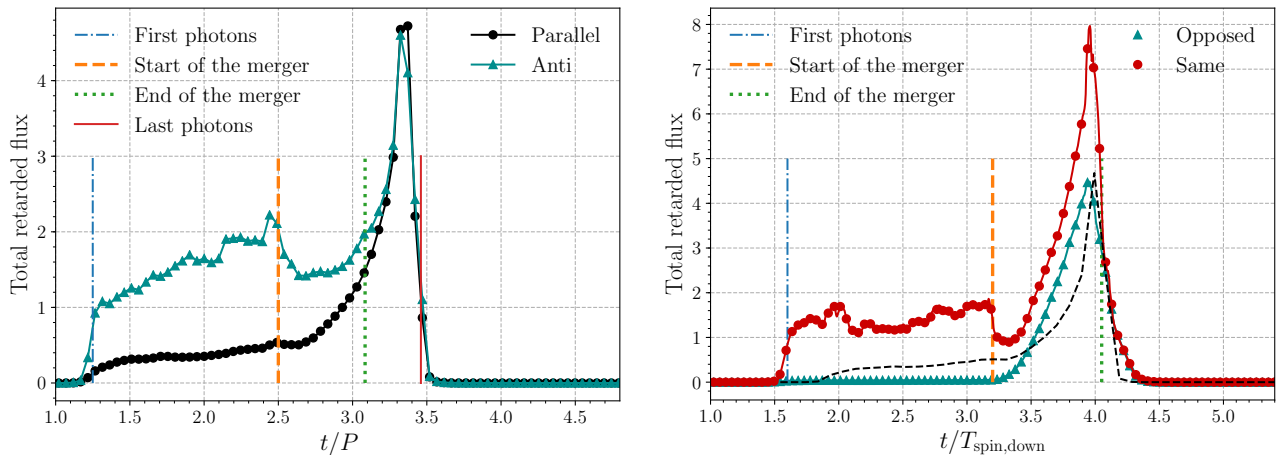 First photons
Start of the merger
End of the merger
Last photons
Parallel
Anti
Total retarded flux
0
1
2
3
4
1.0
1.5
2.0
2.5
3.0
3.5
4.0
4.5
t/P
First photons
Start of the merger
End of the merger
Opposed
Same
Total retarded flux
0
1
2
3
4
5
6
7
8
1.0
1.5
2.0
2.5
3.0
3.5
4.0
4.5
5.0
t/T_spin,down